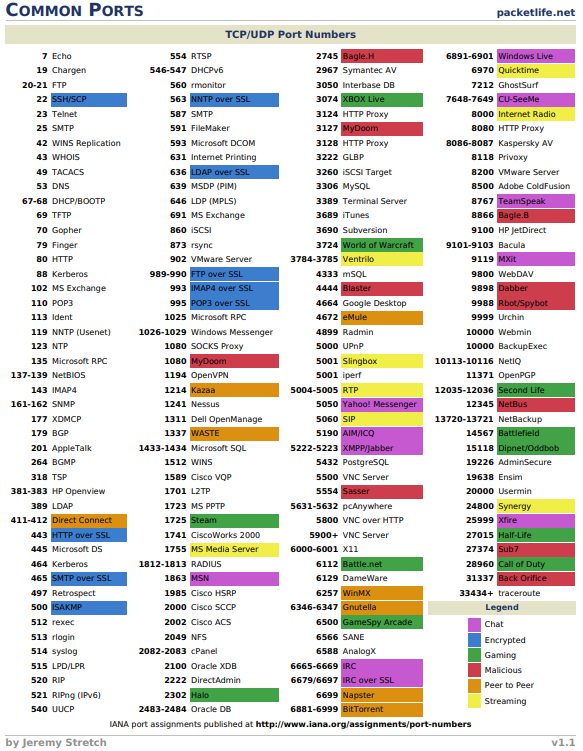 COMMON PORTS
packetlife.net
TCP/UDP Port Numbers
7 Echo
19 Chargen
20-21 FTP
22 SSH/SCP
23 Telnet
25 SMTP
42 WINS Replication
43 WHOIS
49 TACACS
53 DNS
67-68 DHCP/BOOTP
69 TFTP
70 Gopher
79 Finger
80 HTTP
88 Kerberos
102 MS Exchange
110 POP3
113 Ident
119 NNTP (Usenet)
123 NTP
135 Microsoft RPC
137-139 NetBIOS
143 IMAP4
161-162 SNMP
177 XDMCP
179 BGP
201 AppleTalk
264 BGMP
318 TSP
381-383 HP Openview
389 LDAP
411-412 Direct Connect
443 HTTP over SSL
445 Microsoft DS
464 Kerberos
465 SMTP over SSL
497 Retrospect
500 ISAKMP
512 rexec
513 rlogin
514 syslog
515 LPD/LPR
520 RIP
521 RIPng (IPv6)
540 UUCP
554 RTSP
546-547 DHCPv6
560 rmonitor
563 NNTP over SSL
587 SMTP
591 FileMaker
593 Microsoft DCOM
631 Internet Printing
636 LDAP over SSL
639 MSDP (PIM)
646 LDP (MPLS)
691 MS Exchange
860 iSCSI
873 rsync
902 VMware Server
989-990 FTP over SSL
993 IMAP4 over SSL
995 POP3 over SSL
1025 Microsoft RPC
1026-1029 Windows Messenger
1080 SOCKS Proxy
1080 MyDoom
1194 OpenVPN
1214 Kazaa
1241 Nessus
1311 Dell OpenManage
1337 WASTE
1433-1434 Microsoft SQL
1512 WINS
1589 Cisco VQP
1701 L2TP
1723 MS PPTP
1725 Steam
1741 CiscoWorks 2000
1755 MS Media Server
1812-1813 RADIUS
1863 MSN
1985 Cisco HSRP
2000 Cisco SCCP
2002 Cisco ACS
2049 NFS
2082-2083 cPanel
2100 Oracle XDB
2222 DirectAdmin
2302 Halo
2483-2484 Oracle DB
2745 Bagle.H
2967 Symantec AV
3050 Interbase DB
3074 XBOX Live
3124 HTTP Proxy
3127 MyDoom
3128 HTTP Proxy
3222 GLBP
3260 iSCSI Target
3306 MySQL
3389 Terminal Server
3689 iTunes
3690 Subversion
3724 World of Warcraft
3784-3785 Ventrilo
4333 mSQL
4444 Blaster
4664 Google Desktop
4672 eMule
4899 Radmin
5000 UPnP
5001 Slingbox
5001 iperf
5004-5005 RTP
5050 Yahoo! Messenger
5060 SIP
5190 AIM/ICQ
5222-5223 XMPP/Jabber
5432 PostgreSQL
5500 VNC Server
5554 Sasser
5631-5632 pcAnywhere
5800 VNC over HTTP
5900+ VNC Server
6000-6001 X11
6112 Battle.net
6129 DameWare
6257 WinMX
6346-6347 Gnutella
6500 GameSpy Arcade
6566 SANE
6588 AnalogX
6665-6669 IRC
6679/6697 IRC over SSL
6699 Napster
6881-6999 BitTorrent
6891-6901 Windows Live
6970 Quicktime
7212 GhostSurf
7648-7649 CU-SeeMe
8000 Internet Radio
8080 HTTP Proxy
8086-8087 Kaspersky AV
8118 Privoxy
8200 VMware Server
8500 Adobe ColdFusion
8767 TeamSpeak
8866 Bagle.B
9100 HP JetDirect
9101-9103 Bacula
9119 MXit
9800 WebDAV
9898 Dabber
9988 Rbot/Spybot
9999 Urchin
10000 Webmin
10000 BackupExec
10113-10116 NetIQ
11371 OpenPGP
12035-12036 Second Life
12345 NetBus
13720-13721 NetBackup
14567 Battlefield
15118 Dipnet/Oddbob
19226 AdminSecure
19638 Ensim
20000 Usermin
24800 Synergy
25999 Xfire
27015 Half-Life
27374 Sub7
28960 Call of Duty
31337 Back Orifice
33434+ traceroute
Legend
Chat
Encrypted
Gaming
Malicious
Peer to Peer
Streaming
IANA port assignments published at http://www.iana.org/assignments/port-numbers
by Jeremy Stretch
v1.1